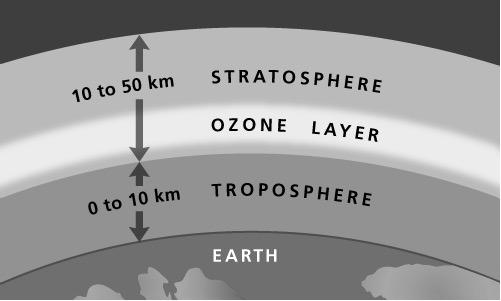 10 to 50 km
STRATOSPHERE
OZONE LAYER
0 to 10 km
TROPOSPHERE
EARTH